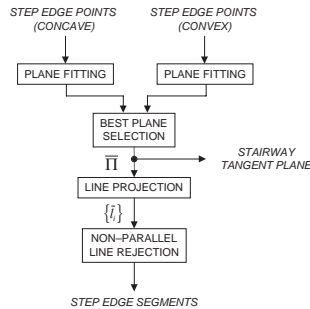 STEP EDGE POINTS
(CONCAVE)
STEP EDGE POINTS
(CONVEX)
PLANE FITTING
PLANE FITTING
BEST PLANE
SELECTION
Π̅
STAIRWAY
TANGENT PLANE
LINE PROJECTION
{l̄ᵢ}
NON–PARALLEL
LINE REJECTION
STEP EDGE SEGMENTS